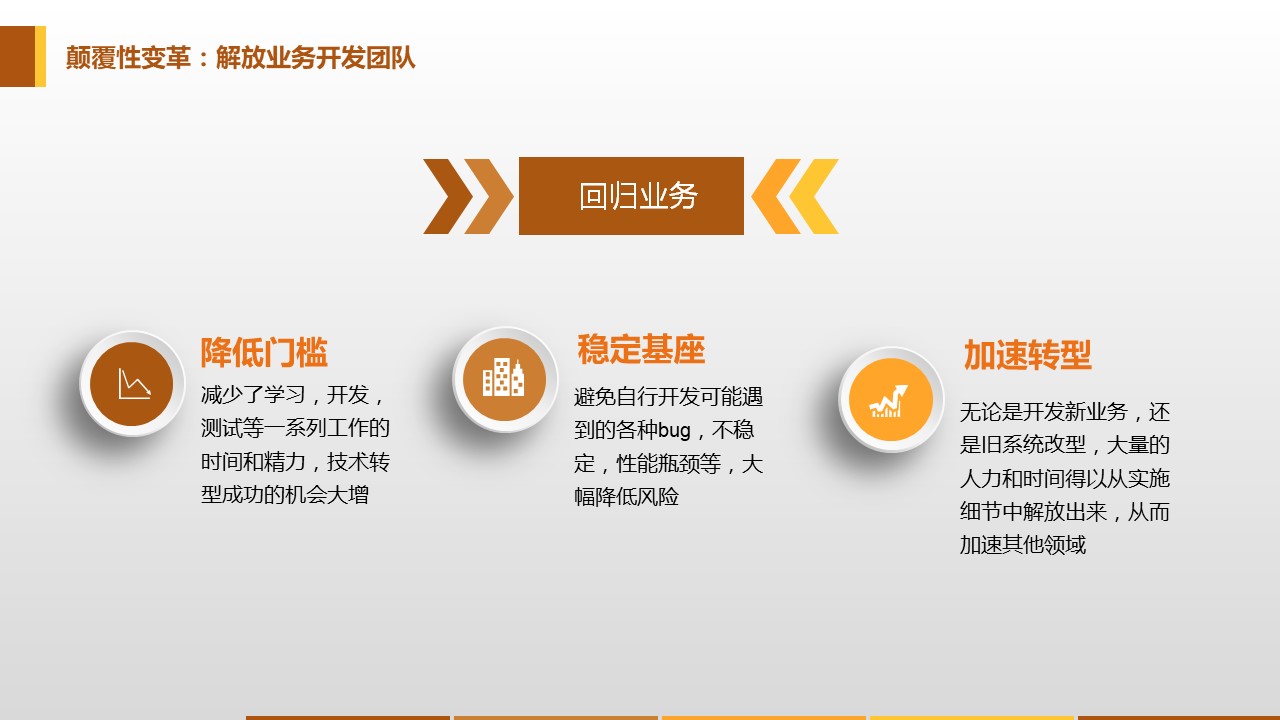 颠覆性变革：解放业务开发团队
回归业务
降低门槛
减少了学习，开发，
测试等一系列工作的
时间和精力，技术转
型成功的机会大增
稳定基座
避免自行开发可能遇
到的各种bug，不稳
定，性能瓶颈等，大
幅降低风险
加速转型
无论是开发新业务，还
是旧系统改型，大量的
人力和时间得以从实施
细节中解放出来，从而
加速其他领域